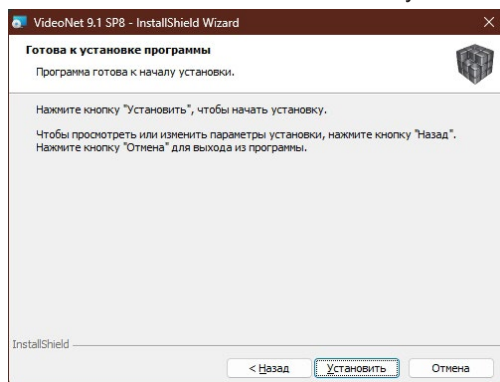 VideoNet 9.1 SP8 - InstallShield Wizard
Готова к установке программы
Программа готова к началу установки.
Нажмите кнопку "Установить", чтобы начать установку.
Чтобы просмотреть или изменить параметры установки, нажмите кнопку "Назад".
Нажмите кнопку "Отмена" для выхода из программы.
InstallShield
< Назад Установить Отмена